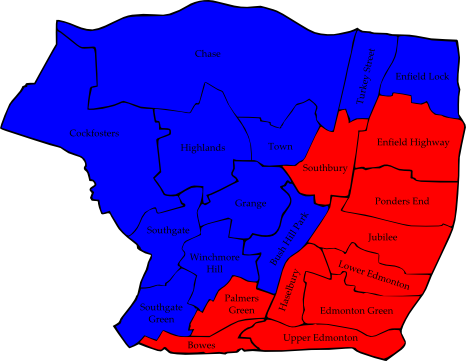 Chase
Turkey Street
Enfield Lock
Cockfosters
Highlands
Town
Enfield Highway
Southbury
Grange
Ponders End
Southgate
Bush Hill Park
Jubilee
Winchmore
Hill
Lower Edmonton
Haselbury
Palmers
Green
Southgate
Green
Edmonton Green
Upper Edmonton
Bowes